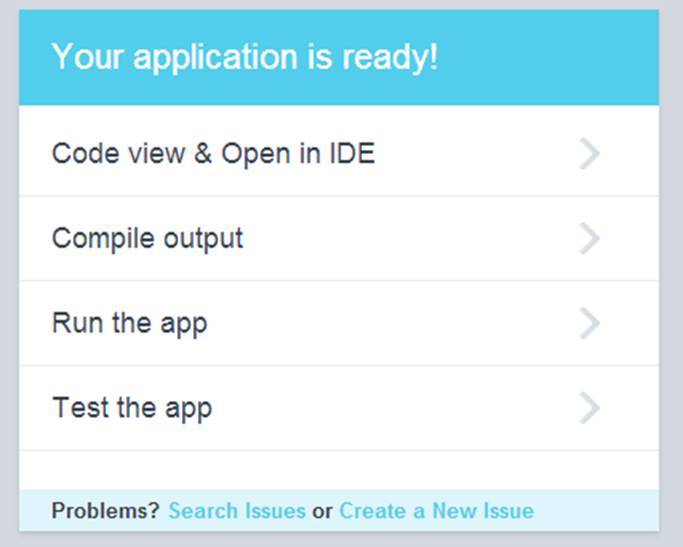 Your application is ready!
Code view & Open in IDE
Compile output
Run the app
Test the app
Problems? Search Issues or Create a New Issue